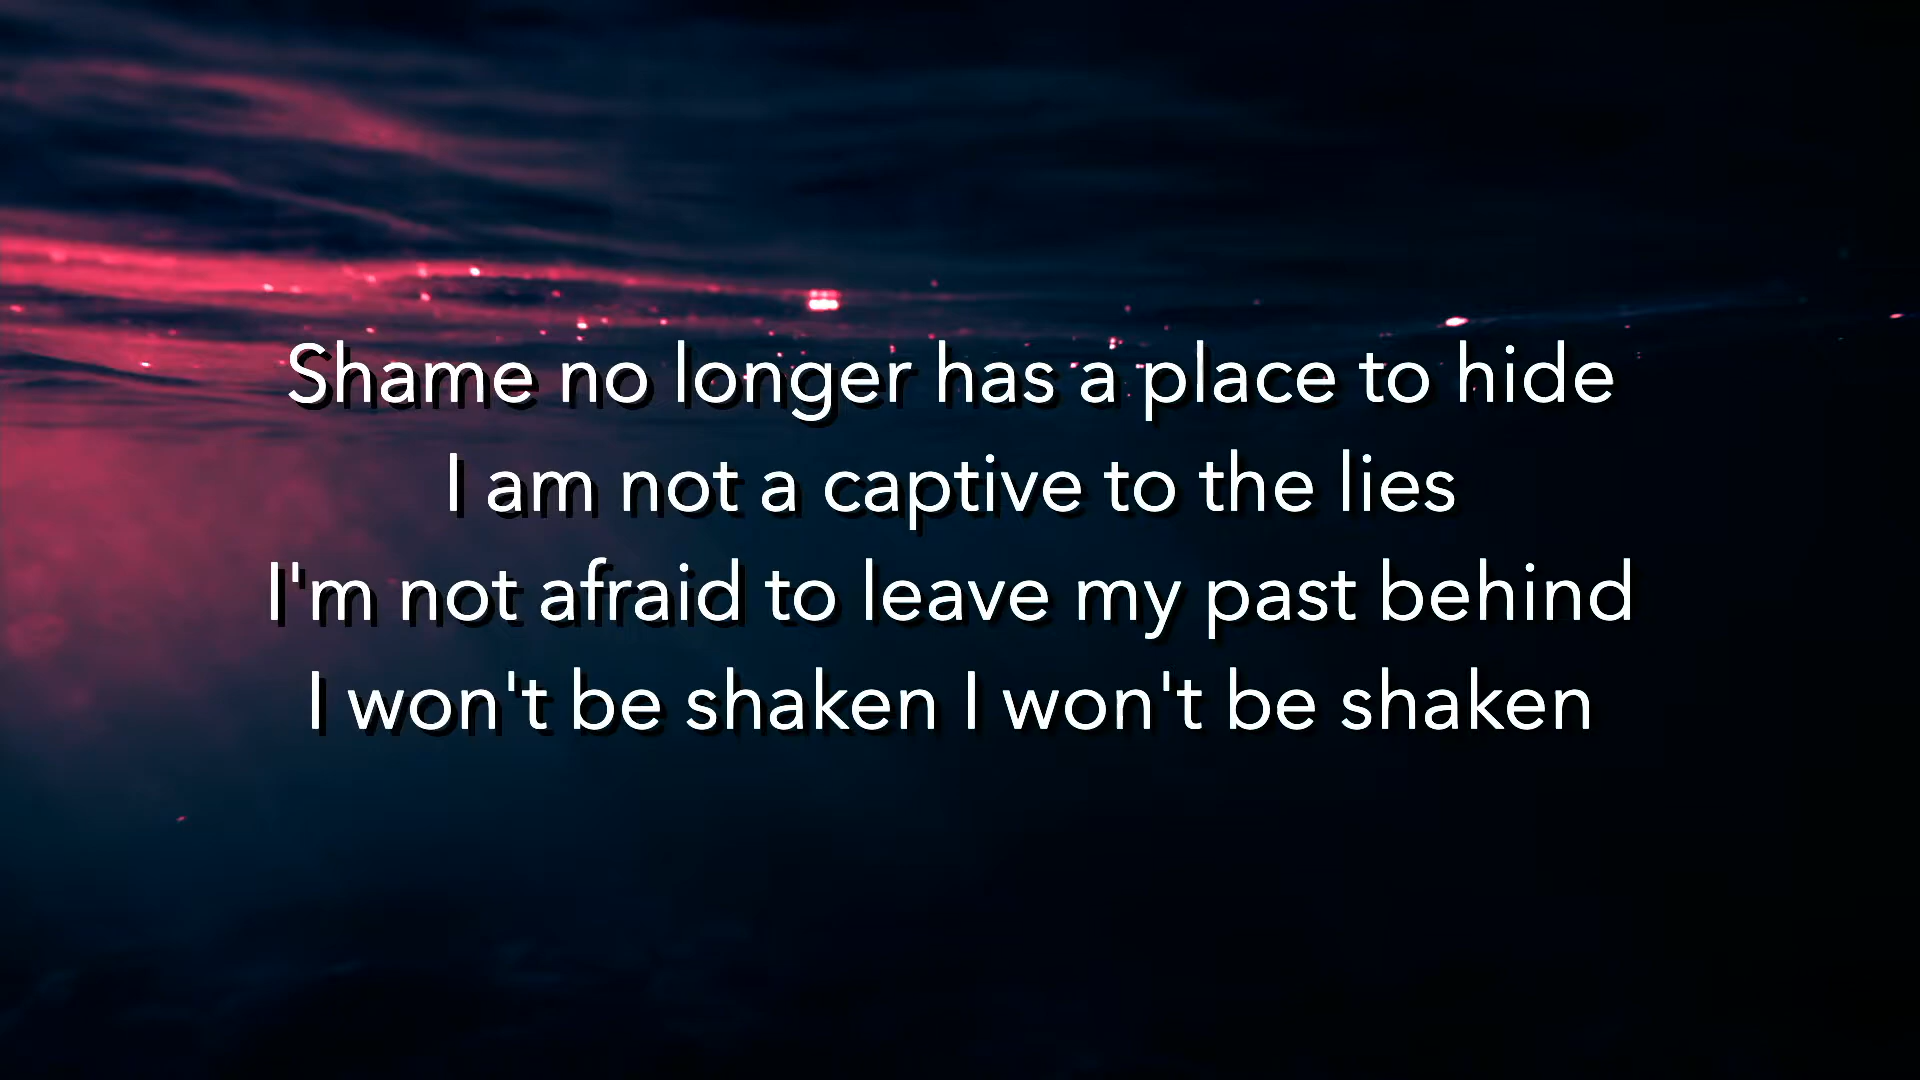 Shame no longer has a place to hide
I am not a captive to the lies
I'm not afraid to leave my past behind
I won't be shaken I won't be shaken